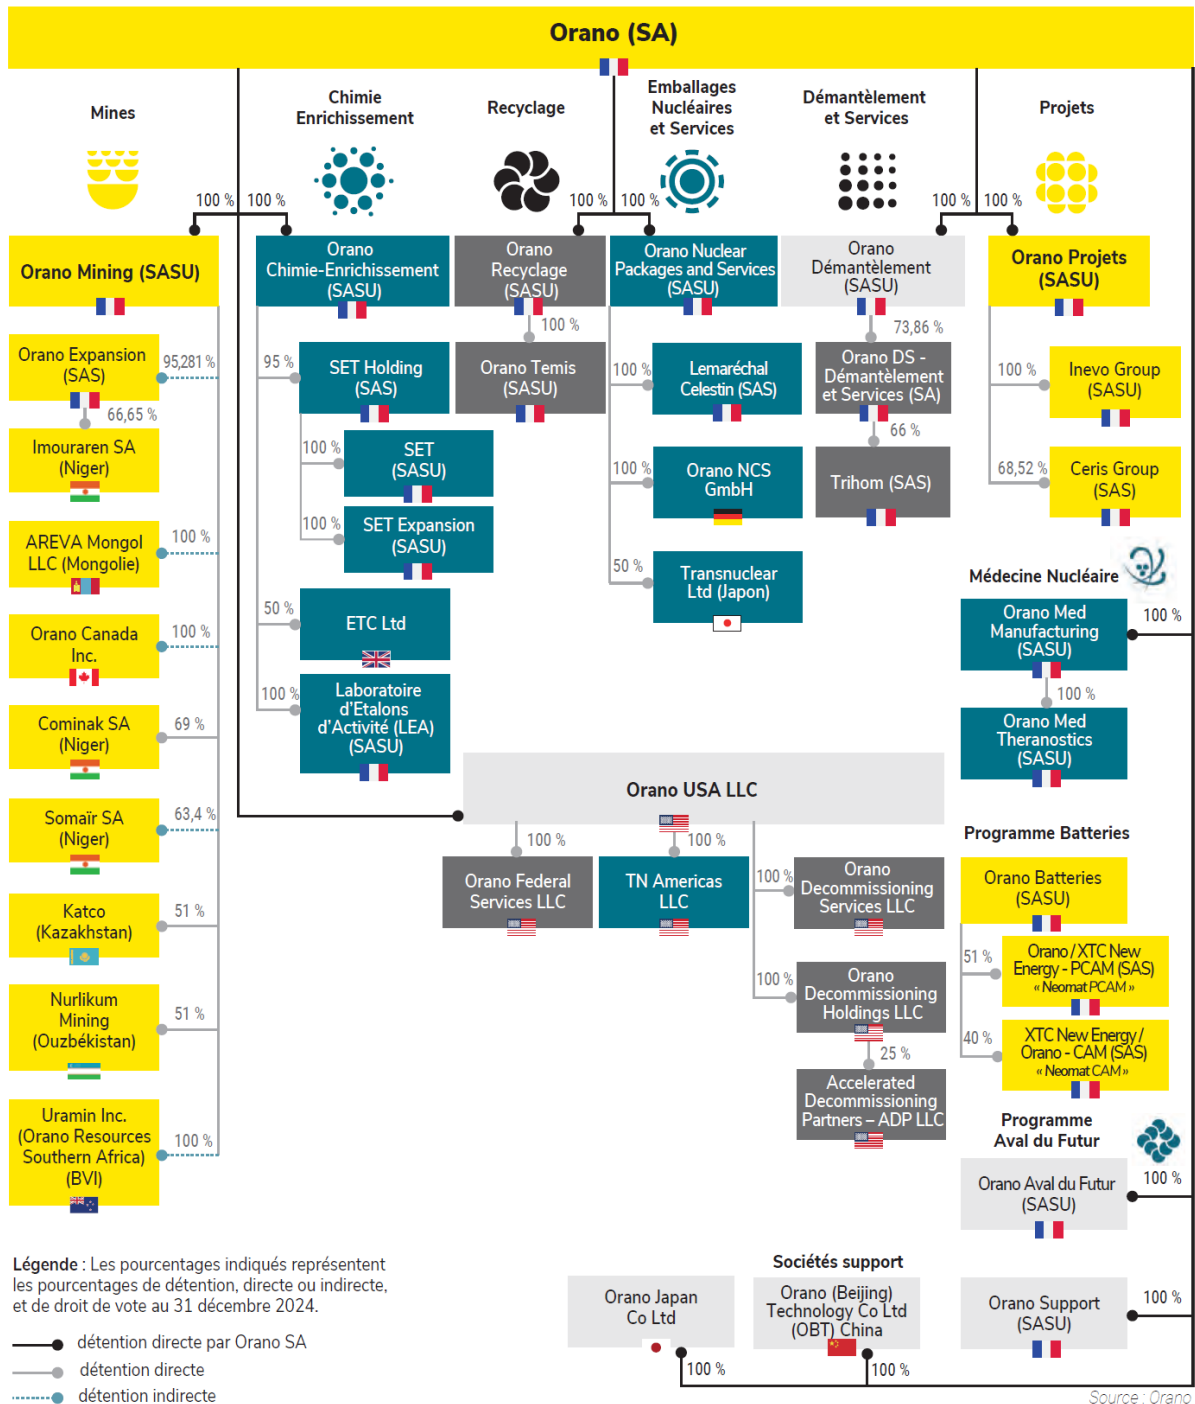 Orano (SA)
Mines
Chimie
Enrichissement
Recyclage
Emballages
Nucléaires
et Services
Démantèlement
et Services
Projets
100 %
100 %
100 %
100 %
100 %
100 %
Orano Mining (SASU)
Orano Expansion
(SAS)
95,281 %
66,65 %
Imouraren SA
(Niger)
AREVA Mongol
LLC (Mongolie)
100 %
Orano Canada
Inc.
100 %
Cominak SA
(Niger)
69 %
Somaïr SA
(Niger)
63,4 %
Katco
(Kazakhstan)
51 %
Nurlikum
Mining
(Ouzbékistan)
51 %
Uramin Inc.
(Orano Resources
Southern Africa)
(BVI)
100 %
Orano
Chimie-Enrichissement
(SASU)
95 %
SET Holding
(SAS)
100 %
SET
(SASU)
100 %
SET Expansion
(SASU)
50 %
ETC Ltd
100 %
Laboratoire
d'Etalons
d'Activité (LEA)
(SASU)
Orano
Recyclage
(SASU)
100 %
Orano Temis
(SASU)
Orano Nuclear
Packages and Services
(SASU)
100 %
Lemaréchal
Celestin (SAS)
100 %
Orano NCS
GmbH
50 %
Transnuclear
Ltd (Japon)
Orano
Démantèlement
(SASU)
73,86 %
Orano DS -
Démantèlement
et Services (SA)
66 %
Trihom (SAS)
Orano Projets
(SASU)
100 %
Inevo Group
(SASU)
68,52 %
Ceris Group
(SAS)
Médecine Nucléaire
Orano Med
Manufacturing
(SASU)
100 %
100 %
Orano Med
Theranostics
(SASU)
Orano USA LLC
100 %
Orano Federal
Services LLC
100 %
TN Americas
LLC
100 %
Orano
Decommissioning
Services LLC
100 %
Orano
Decommissioning
Holdings LLC
25 %
Accelerated
Decommissioning
Partners – ADP LLC
Programme Batteries
Orano Batteries
(SASU)
51 %
Orano / XTC New
Energy - PCAM (SAS)
« Neomat PCAM »
40 %
XTC New Energy /
Orano - CAM (SAS)
« Neomat CAM »
Programme
Aval du Futur
Orano Aval du Futur
(SASU)
100 %
Sociétés support
Orano Japan
Co Ltd
100 %
Orano (Beijing)
Technology Co Ltd
(OBT) China
100 %
Orano Support
(SASU)
100 %
Légende : Les pourcentages indiqués représentent
les pourcentages de détention, directe ou indirecte,
et de droit de vote au 31 décembre 2024.
détention directe par Orano SA
détention directe
détention indirecte
Source : Orano